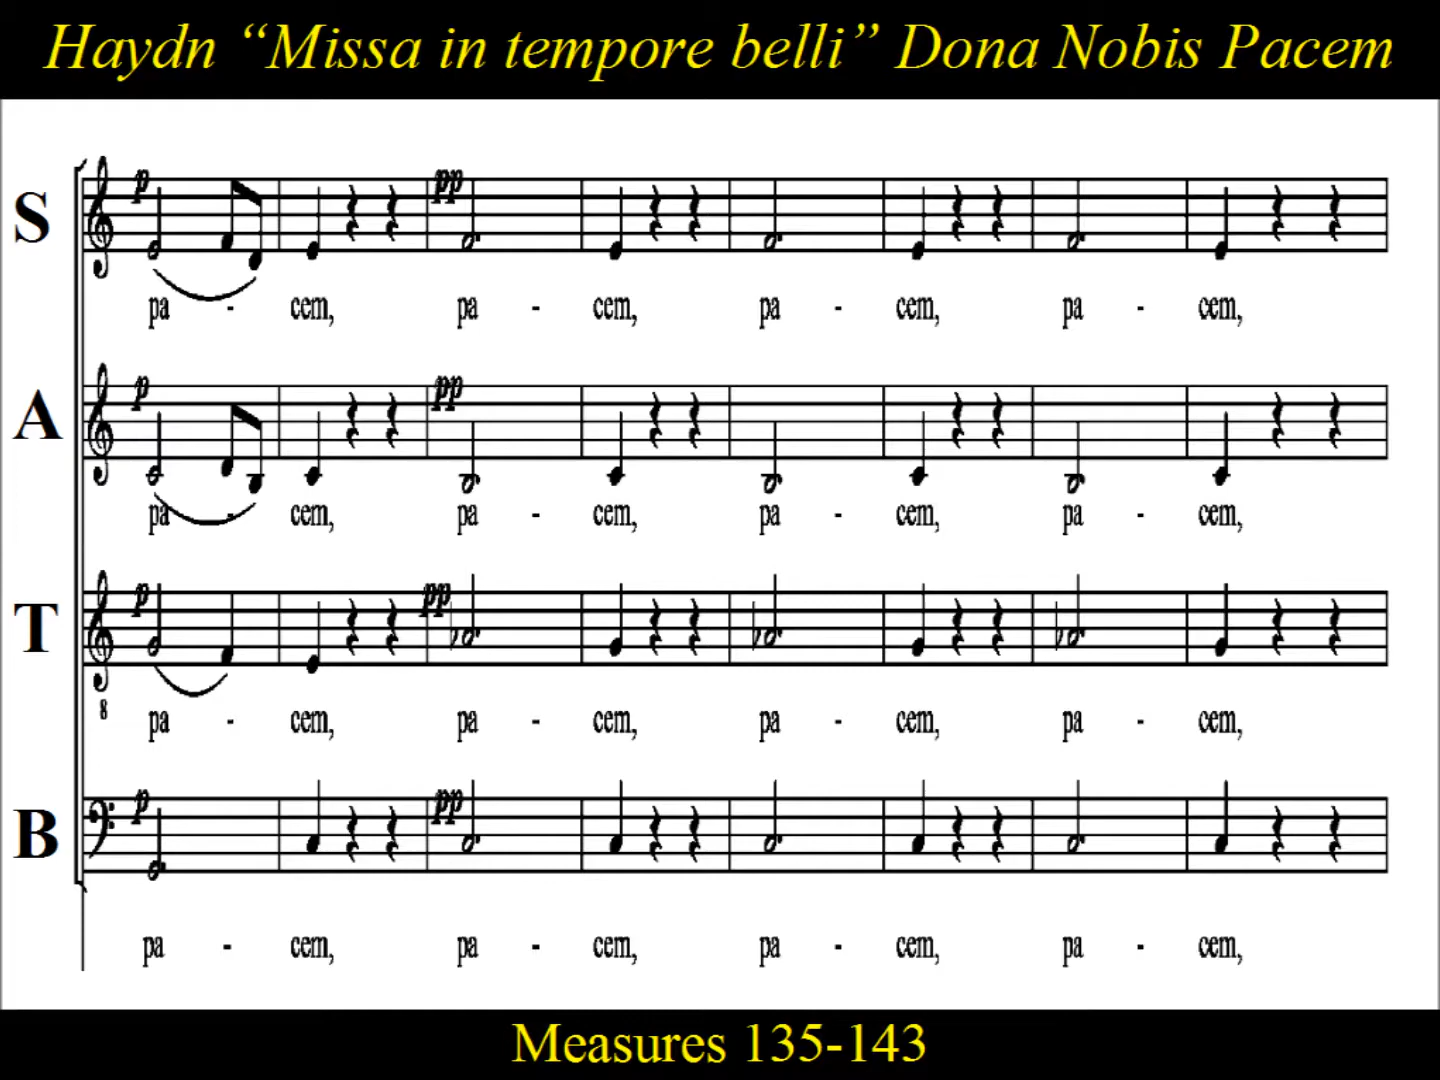 Haydn “Missa in tempore belli” Dona Nobis Pacem
S
p pp
pa - cem, pa - cem, pa - cem, pa - cem,
A
p pp
pa - cem, pa - cem, pa - cem, pa - cem,
T
p pp
8
pa - cem, pa - cem, pa - cem, pa - cem,
B
p pp
pa - cem, pa - cem, pa - cem, pa - cem,
Measures 135-143